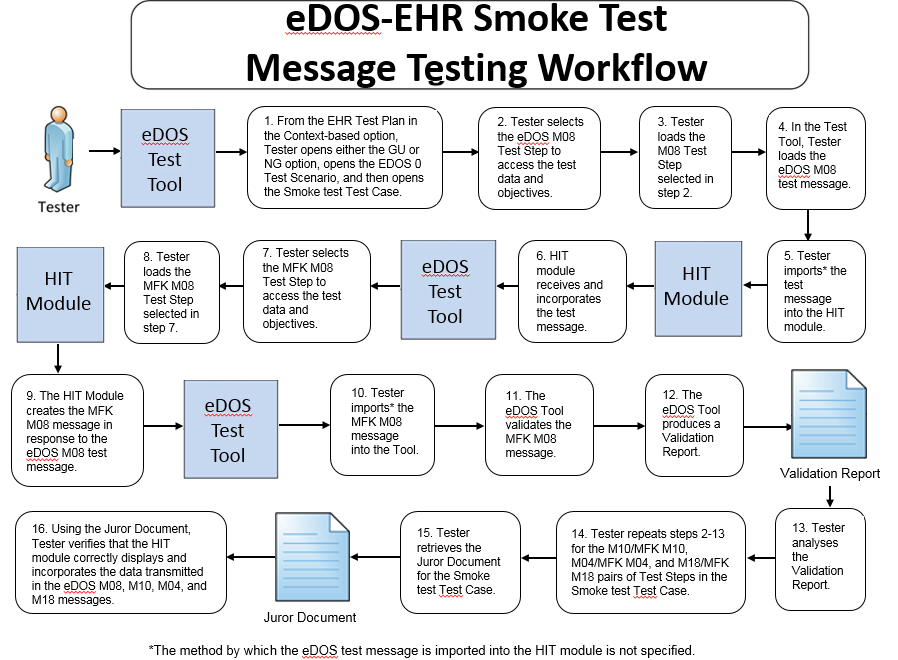 eDOS-EHR Smoke Test
Message Testing Workflow
Tester
eDOS
Test
Tool
1. From the EHR Test Plan in
the Context-based option,
Tester opens either the GU or
NG option, opens the EDOS 0
Test Scenario, and then opens
the Smoke test Test Case.
2. Tester selects
the eDOS M08
Test Step to
access the test
data and
objectives.
3. Tester
loads the
M08 Test
Step
selected in
step 2.
4. In the Test
Tool, Tester
loads the
eDOS M08
test message.
5. Tester
imports* the
test
message
into the HIT
module.
HIT
Module
6. HIT
module
receives and
incorporates
the test
message.
eDOS
Test
Tool
7. Tester selects
the MFK M08
Test Step to
access the test
data and
objectives.
8. Tester
loads the
MFK M08
Test Step
selected in
step 7.
HIT
Module
9. The HIT Module
creates the MFK
M08 message in
response to the
eDOS M08 test
message.
eDOS
Test
Tool
10. Tester
imports* the
MFK M08
message
into the Tool.
11. The
eDOS Tool
validates the
MFK M08
message.
12. The
eDOS Tool
produces a
Validation
Report.
Validation Report
13. Tester
analyses
the
Validation
Report.
14. Tester repeats steps 2-13
for the M10/MFK M10,
M04/MFK M04, and M18/MFK
M18 pairs of Test Steps in the
Smoke test Test Case.
15. Tester
retrieves the
Juror Document
for the Smoke
test Test Case.
Juror Document
16. Using the Juror Document,
Tester verifies that the HIT
module correctly displays and
incorporates the data transmitted
in the eDOS M08, M10, M04, and
M18 messages.
*The method by which the eDOS test message is imported into the HIT module is not specified.